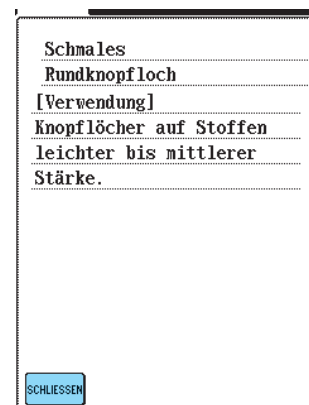 Schmales
Rundknopfloch
[Verwendung]
Knopflöcher auf Stoffen
leichter bis mittlerer
Stärke.
SCHLIESSEN